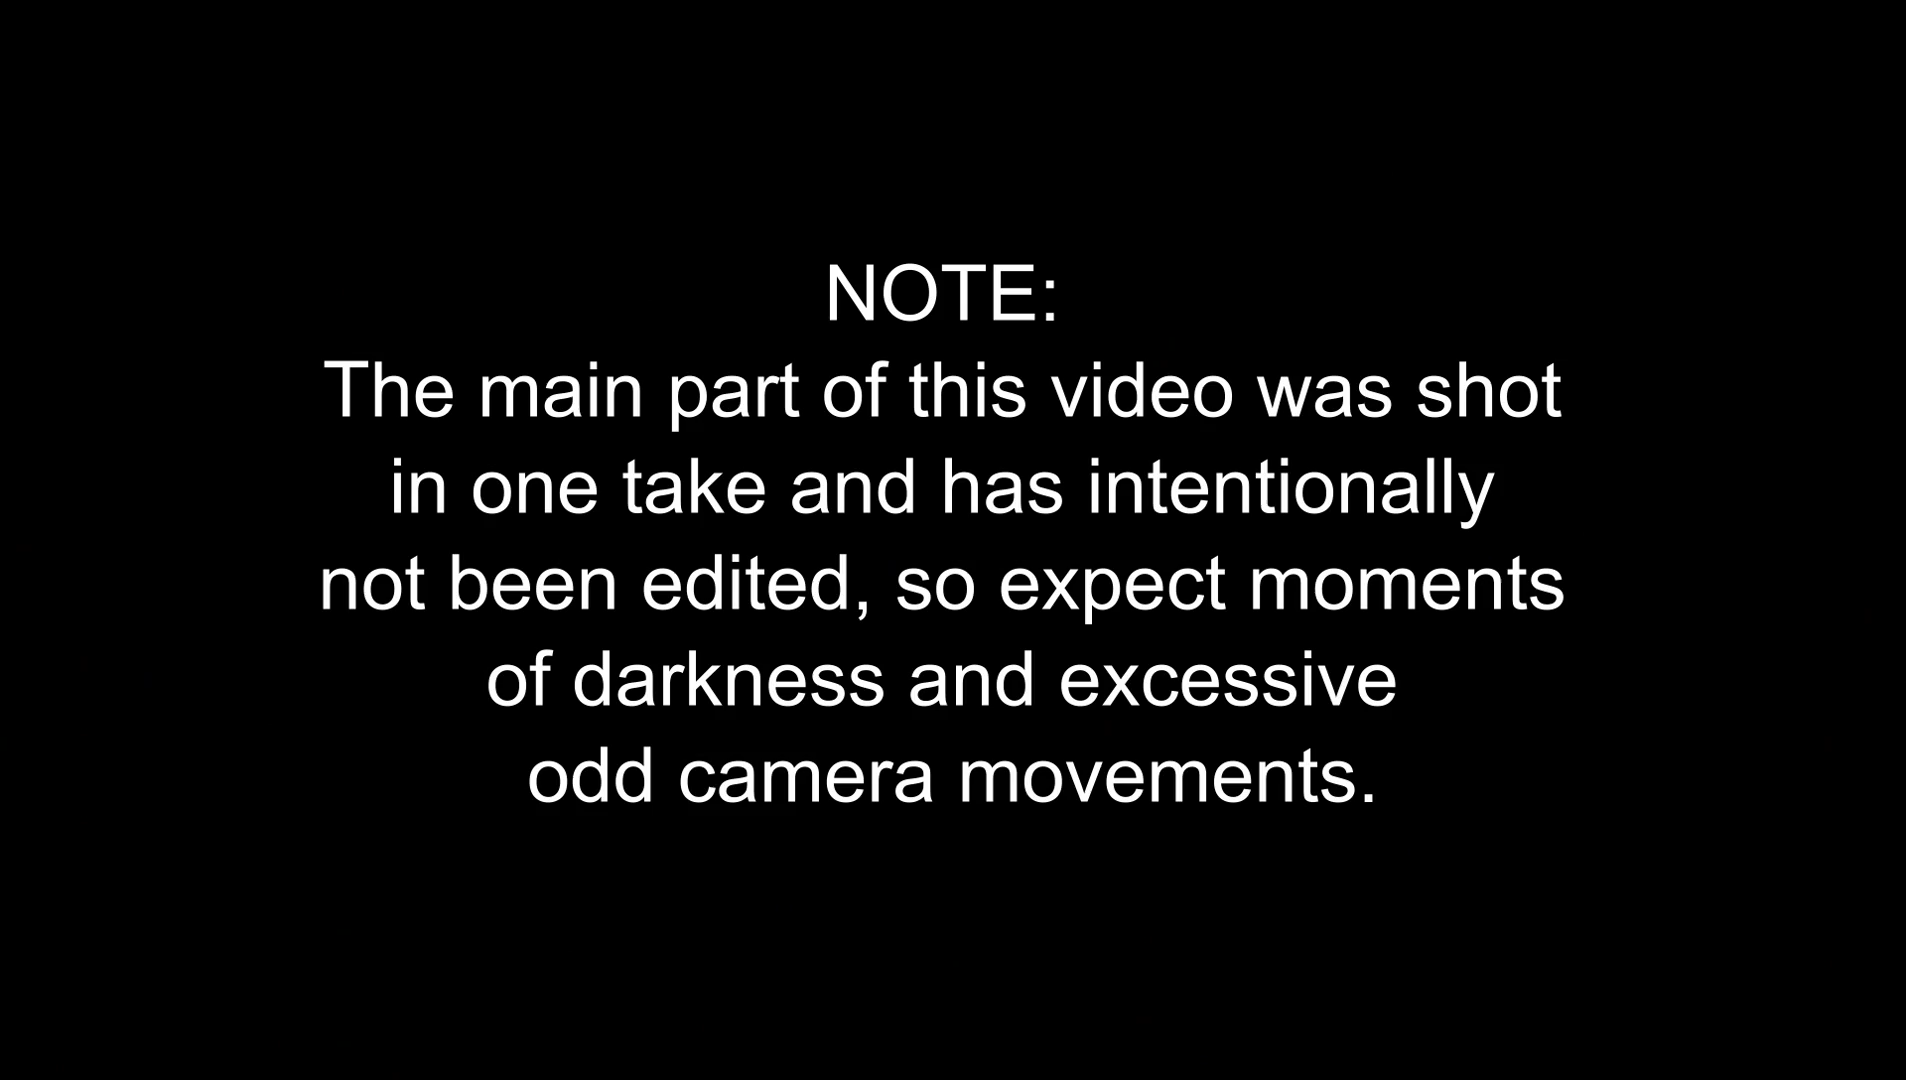 NOTE:
The main part of this video was shot
in one take and has intentionally
not been edited, so expect moments
of darkness and excessive
odd camera movements.